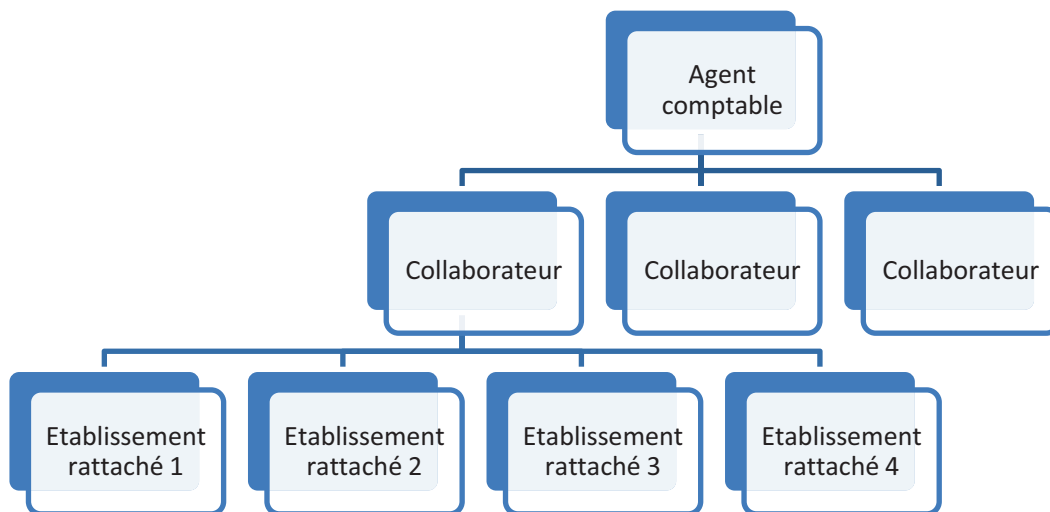 Agent
comptable
Collaborateur
Collaborateur
Collaborateur
Etablissement
rattaché 1
Etablissement
rattaché 2
Etablissement
rattaché 3
Etablissement
rattaché 4